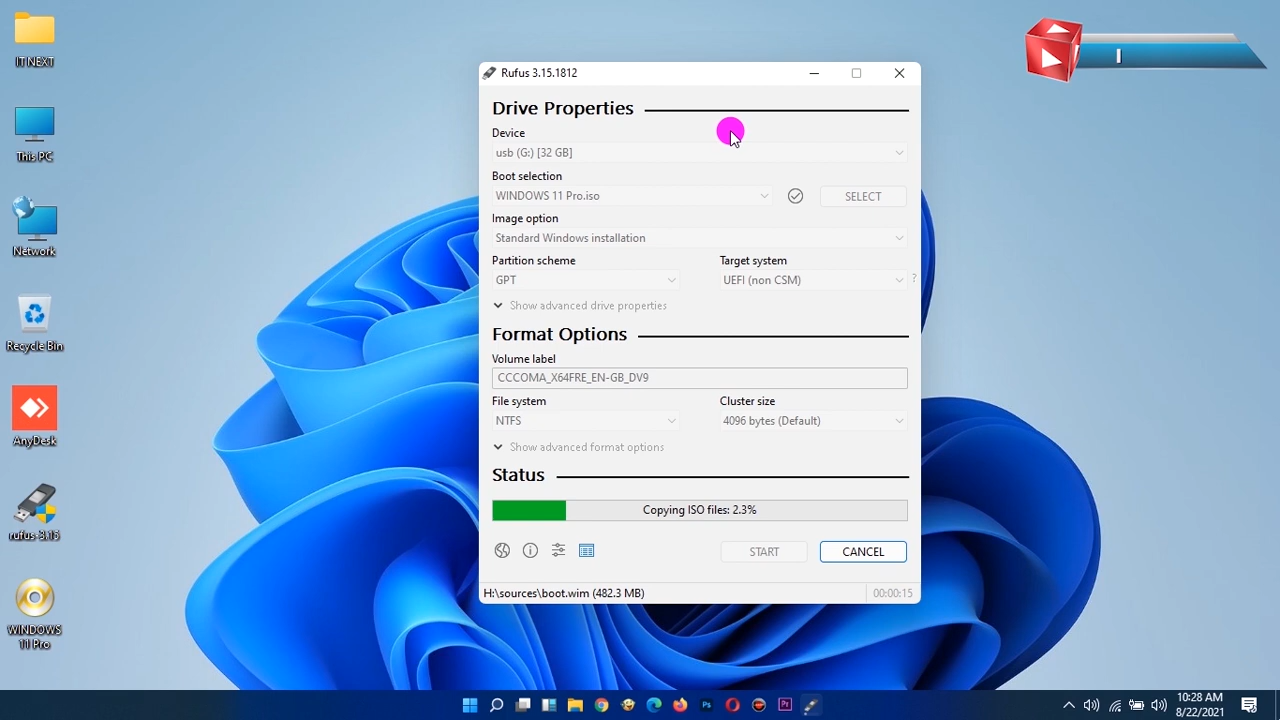 IT NEXT
This PC
Network
Recycle Bin
AnyDesk
rufus-3.15
WINDOWS
11 Pro
Rufus 3.15.1812
Drive Properties
Device
usb (G:) [32 GB]
Boot selection
WINDOWS 11 Pro.iso
SELECT
Image option
Standard Windows installation
Partition scheme
Target system
GPT
UEFI (non CSM)
?
Show advanced drive properties
Format Options
Volume label
CCCOMA_X64FRE_EN-GB_DV9
File system
Cluster size
NTFS
4096 bytes (Default)
Show advanced format options
Status
Copying ISO files: 2.3%
START
CANCEL
H:\sources\boot.wim (482.3 MB)
00:00:15
I
Ps
Pr
10:28 AM
8/22/2021